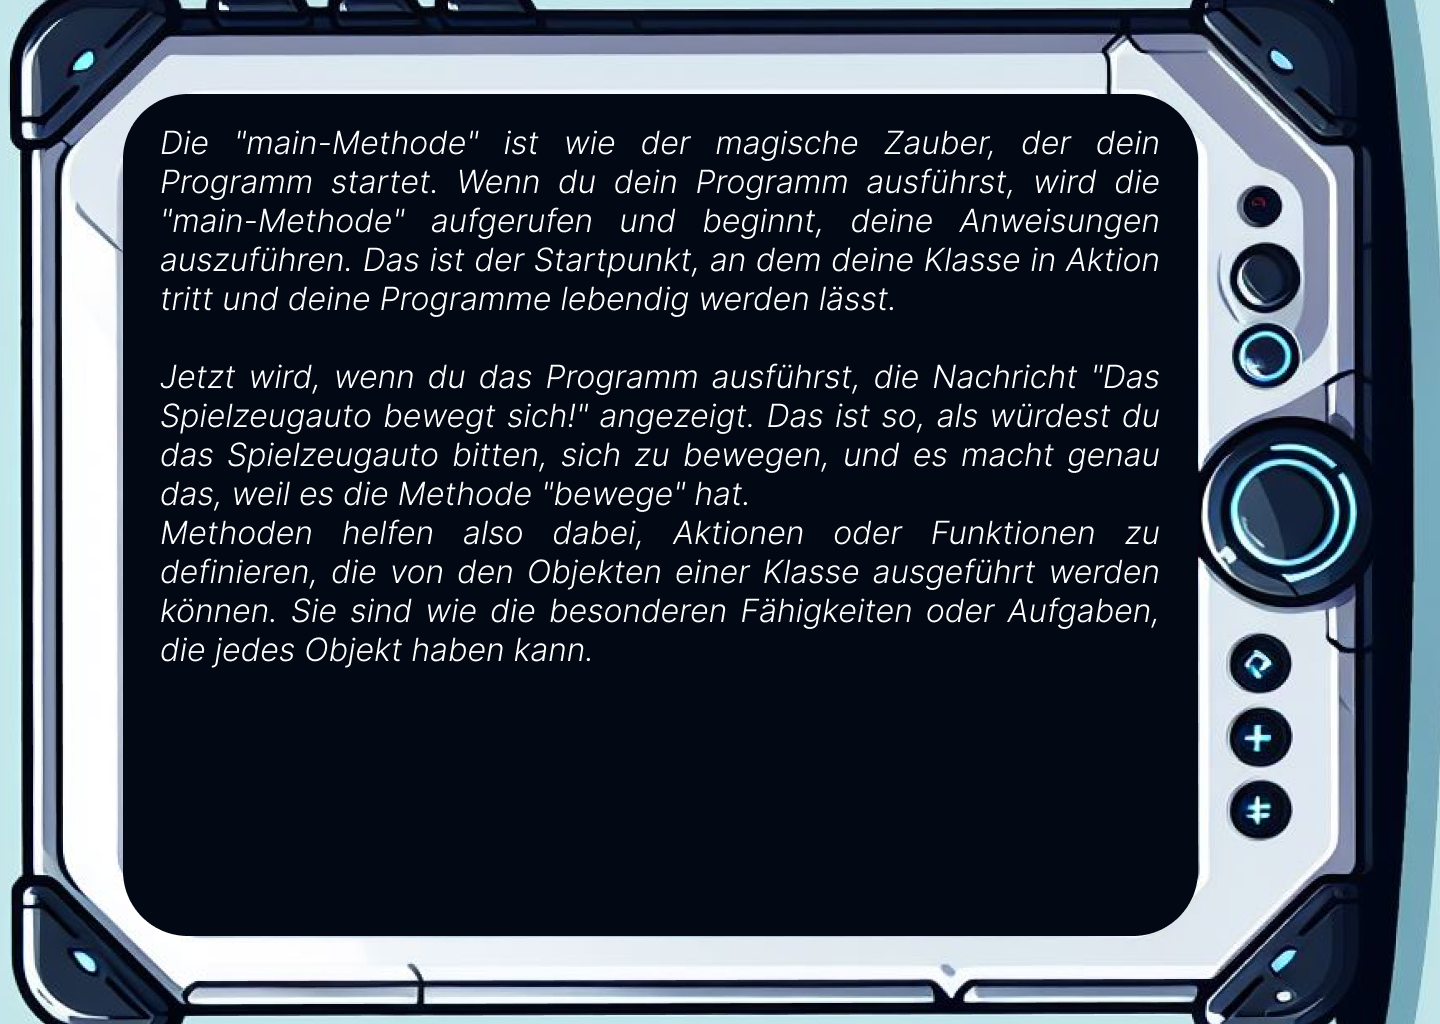 Die "main-Methode" ist wie der magische Zauber, der dein
Programm startet. Wenn du dein Programm ausführst, wird die
"main-Methode" aufgerufen und beginnt, deine Anweisungen
auszuführen. Das ist der Startpunkt, an dem deine Klasse in Aktion
tritt und deine Programme lebendig werden lässt.
Jetzt wird, wenn du das Programm ausführst, die Nachricht "Das
Spielzeugauto bewegt sich!" angezeigt. Das ist so, als würdest du
das Spielzeugauto bitten, sich zu bewegen, und es macht genau
das, weil es die Methode "bewege" hat.
Methoden helfen also dabei, Aktionen oder Funktionen zu
definieren, die von den Objekten einer Klasse ausgeführt werden
können. Sie sind wie die besonderen Fähigkeiten oder Aufgaben,
die jedes Objekt haben kann.